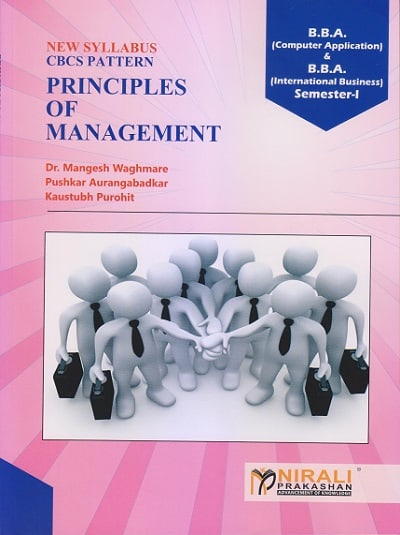 NEW SYLLABUS
CBCS PATTERN
PRINCIPLES
OF
MANAGEMENT
Dr. Mangesh Waghmare
Pushkar Aurangabadkar
Kaustubh Purohit
B.B.A.
(Computer Application)
&
B.B.A.
(International Business)
Semester-I
NIRALI
PRAKASHAN
ADVANCEMENT OF KNOWLEDGE